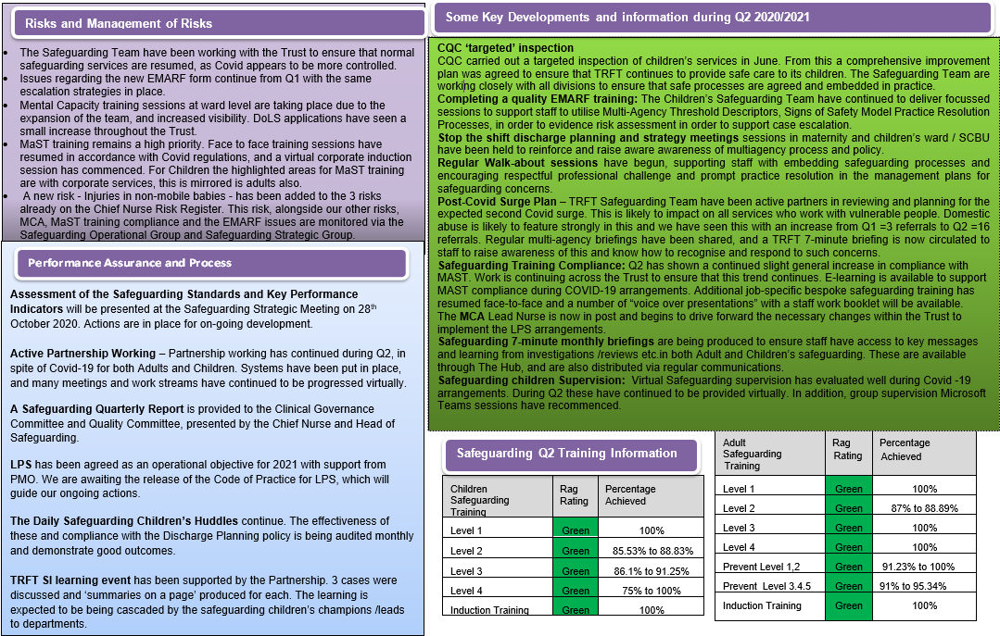 Risks and Management of Risks
• The Safeguarding Team have been working with the Trust to ensure that normal
safeguarding services are resumed, as Covid appears to be more controlled.
• Issues regarding the new EMARF form continue from Q1 with the same
escalation strategies in place.
• Mental Capacity training sessions at ward level are taking place due to the
expansion of the team, and increased visibility. DoLS applications have seen a
small increase throughout the Trust.
• MaST training remains a high priority. Face to face training sessions have
resumed in accordance with Covid regulations, and a virtual corporate induction
session has commenced. For Children the highlighted areas for MaST training
are with corporate services, this is mirrored is adults also.
• A new risk - Injuries in non-mobile babies - has been added to the 3 risks
already on the Chief Nurse Risk Register. This risk, alongside our other risks,
MCA, MaST training compliance and the EMARF issues are monitored via the
Safeguarding Operational Group and Safeguarding Strategic Group.
Performance Assurance and Process
Assessment of the Safeguarding Standards and Key Performance
Indicators will be presented at the Safeguarding Strategic Meeting on 28th
October 2020. Actions are in place for on-going development.
Active Partnership Working – Partnership working has continued during Q2, in
spite of Covid-19 for both Adults and Children. Systems have been put in place,
and many meetings and work streams have continued to be progressed virtually.
A Safeguarding Quarterly Report is provided to the Clinical Governance
Committee and Quality Committee, presented by the Chief Nurse and Head of
Safeguarding.
LPS has been agreed as an operational objective for 2021 with support from
PMO. We are awaiting the release of the Code of Practice for LPS, which will
guide our ongoing actions.
The Daily Safeguarding Children's Huddles continue. The effectiveness of
these and compliance with the Discharge Planning policy is being audited monthly
and demonstrate good outcomes.
TRFT SI learning event has been supported by the Partnership. 3 cases were
discussed and ‘summaries on a page’ produced for each. The learning is
expected to be being cascaded by the safeguarding children’s champions /leads
to departments.
Some Key Developments and information during Q2 2020/2021
CQC ‘targeted’ inspection
CQC carried out a targeted inspection of children’s services in June. From this a comprehensive improvement
plan was agreed to ensure that TRFT continues to provide safe care to its children. The Safeguarding Team are
working closely with all divisions to ensure that safe processes are agreed and embedded in practice.
Completing a quality EMARF training: The Children’s Safeguarding Team have continued to deliver focussed
sessions to support staff to utilise Multi-Agency Threshold Descriptors, Signs of Safety Model Practice Resolution
Processes, in order to evidence risk assessment in order to support case escalation.
Stop the shift discharge planning and strategy meetings sessions in maternity and children’s ward / SCBU
have been held to reinforce and raise aware awareness of multiagency process and policy.
Regular Walk-about sessions have begun, supporting staff with embedding safeguarding processes and
encouraging respectful professional challenge and prompt practice resolution in the management plans for
safeguarding concerns.
Post-Covid Surge Plan – TRFT Safeguarding Team have been active partners in reviewing and planning for the
expected second Covid surge. This is likely to impact on all services who work with vulnerable people. Domestic
abuse is likely to feature strongly in this and we have seen this with an increase from Q1 =3 referrals to Q2 =16
referrals. Regular multi-agency briefings have been shared, and a TRFT 7-minute briefing is now circulated to
staff to raise awareness of this and know how to recognise and respond to such concerns.
Safeguarding Training Compliance: Q2 has shown a continued slight general increase in compliance with
MAST. Work is continuing across the Trust to ensure that this trend continues. E-learning is available to support
MAST compliance during COVID-19 arrangements. Additional job-specific bespoke safeguarding training has
resumed face-to-face and a number of “voice over presentations” with a staff work booklet will be available.
The MCA Lead Nurse is now in post and begins to drive forward the necessary changes within the Trust to
implement the LPS arrangements.
Safeguarding 7-minute monthly briefings are being produced to ensure staff have access to key messages
and learning from investigations /reviews etc.in both Adult and Children’s safeguarding. These are available
through The Hub, and are also distributed via regular communications.
Safeguarding children Supervision: Virtual Safeguarding supervision has evaluated well during Covid -19
arrangements. During Q2 these have continued to be provided virtually. In addition, group supervision Microsoft
Teams sessions have recommenced.
Safeguarding Q2 Training Information
Children Safeguarding Training Rag Rating Percentage Achieved
Level 1 Green 100%
Level 2 Green 85.53% to 88.83%
Level 3 Green 86.1% to 91.25%
Level 4 Green 75% to 100%
Induction Training Green 100%
Adult Safeguarding Training Rag Rating Percentage Achieved
Level 1 Green 100%
Level 2 Green 87% to 88.89%
Level 3 Green 100%
Level 4 Green 100%
Prevent Level 1,2 Green 91.23% to 100%
Prevent Level 3.4.5 Green 91% to 95.34%
Induction Training Green 100%